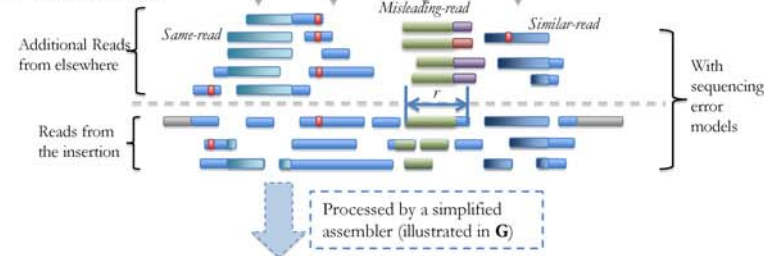 Misleading-read
Same-read
Similar-read
Additional Reads
from elsewhere
With
sequencing
error
models
r
Reads from
the insertion
Processed by a simplified
assembler (illustrated in G)